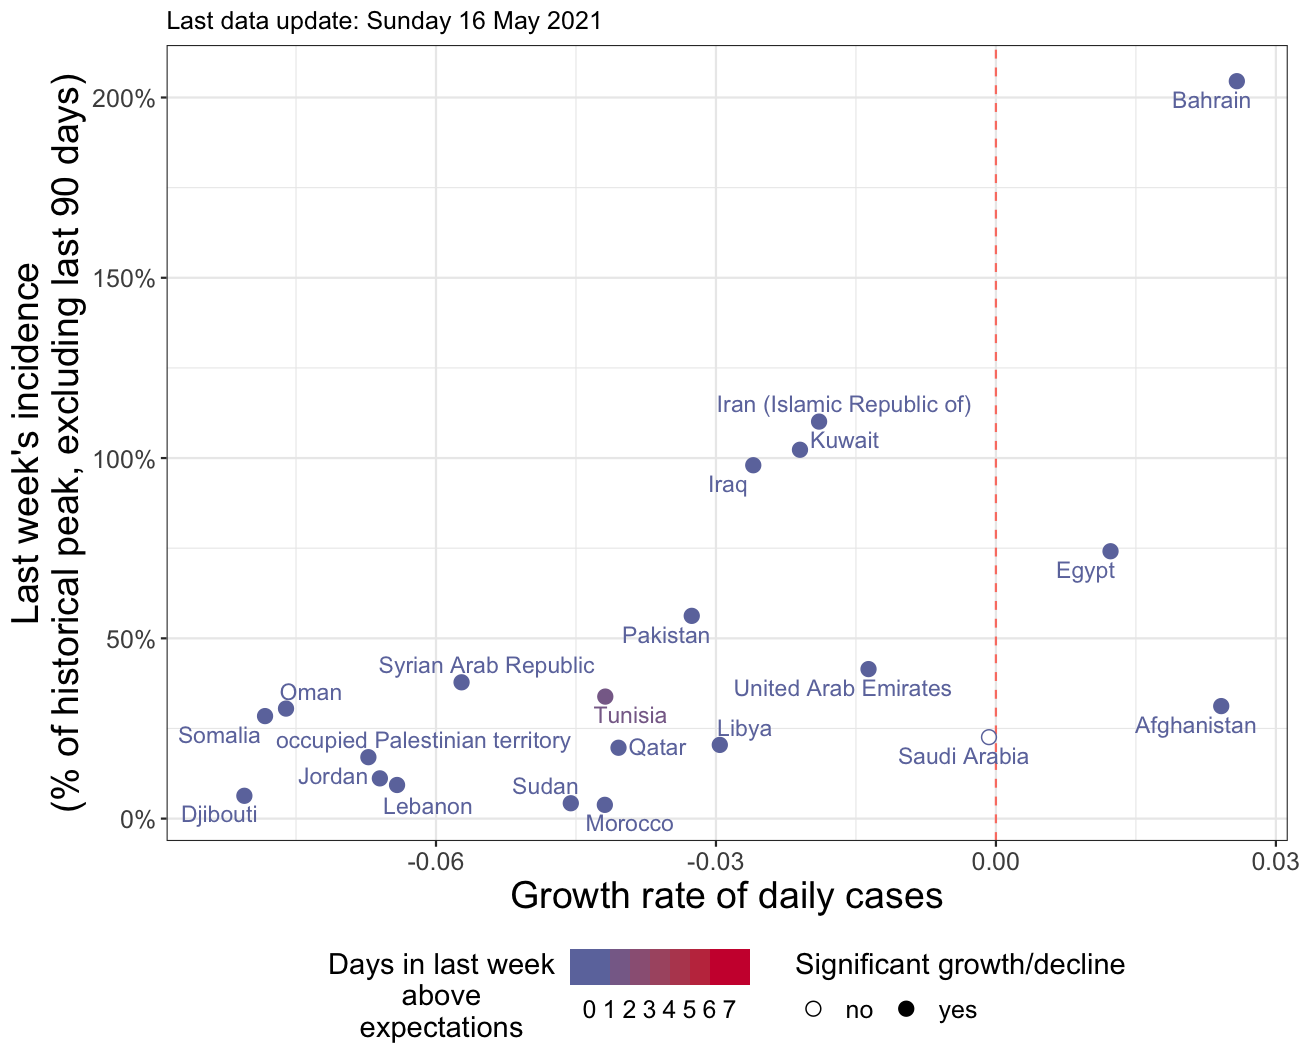 Last data update: Sunday 16 May 2021
Last week's incidence
(% of historical peak, excluding last 90 days)
200%
150%
100%
50%
0%
Bahrain
Iran (Islamic Republic of)
Kuwait
Iraq
Egypt
Pakistan
Syrian Arab Republic
United Arab Emirates
Oman
Tunisia
Somalia
Libya
Afghanistan
occupied Palestinian territory
Qatar
Saudi Arabia
Jordan
Sudan
Lebanon
Djibouti
Morocco
-0.06
-0.03
0.00
0.03
Growth rate of daily cases
Days in last week
above
expectations
0 1 2 3 4 5 6 7
Significant growth/decline
no
yes